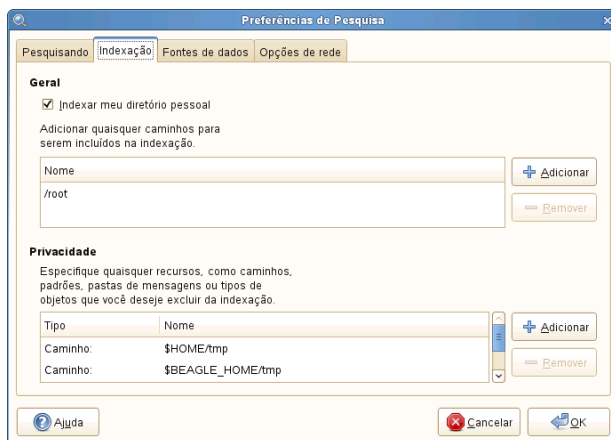 Preferências de Pesquisa
Pesquisando Indexação Fontes de dados Opções de rede
Geral
Indexar meu diretório pessoal
Adicionar quaisquer caminhos para
serem incluídos na indexação.
Nome
/root
Adicionar
Remover
Privacidade
Especifique quaisquer recursos, como caminhos,
padrões, pastas de mensagens ou tipos de
objetos que você deseje excluir da indexação.
Tipo Nome
Caminho: $HOME/tmp
Caminho: $BEAGLE_HOME/tmp
Adicionar
Remover
Ajuda Cancelar OK